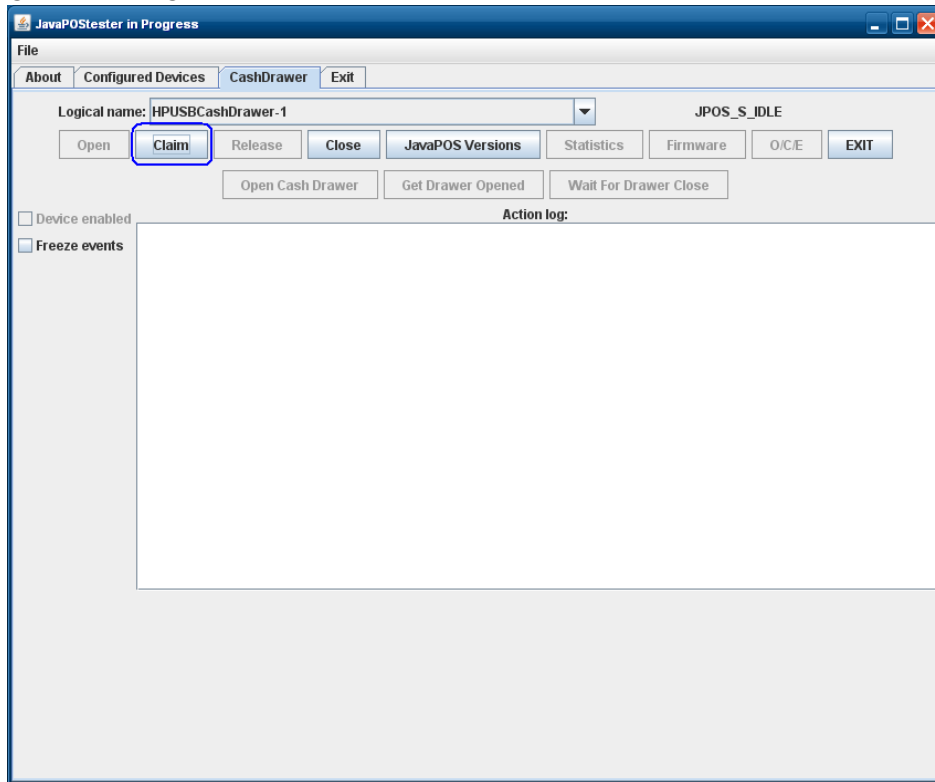 JavaPOStester in Progress
File
About Configured Devices CashDrawer Exit
Logical name: HPUSBCashDrawer-1 JPOS_S_IDLE
Open Claim Release Close JavaPOS Versions Statistics Firmware O/C/E EXIT
Open Cash Drawer Get Drawer Opened Wait For Drawer Close
Device enabled Action log:
Freeze events